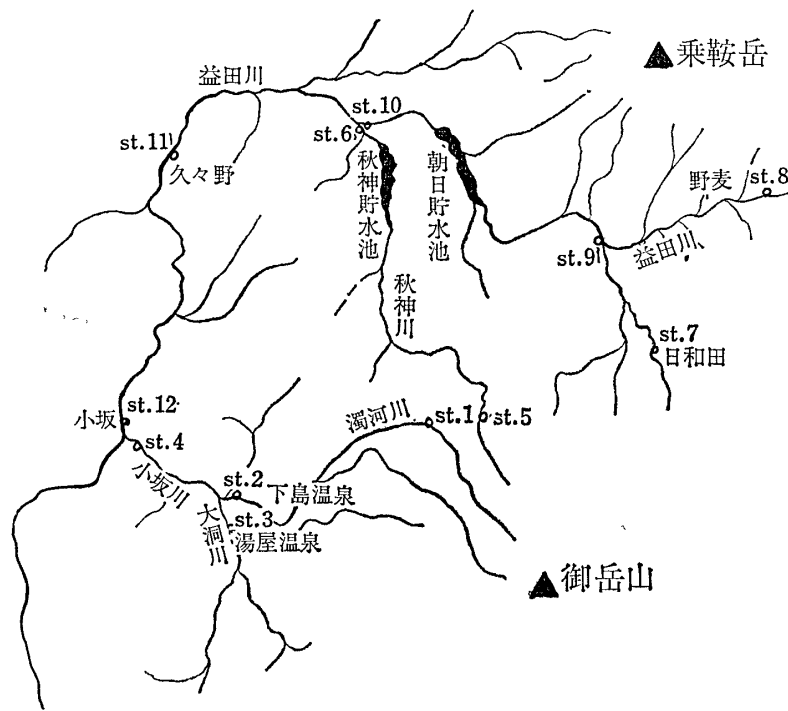 乗鞍岳
益田川
st.10
st.6
st.11
久々野
秋神貯水池
朝日貯水池
野麦
st.8
益田川
st.9
秋神川
st.7
日和田
st.12
小坂
st.4
濁河川
st.1
st.5
小坂川
st.2
下島温泉
大洞川
st.3
湯屋温泉
御岳山